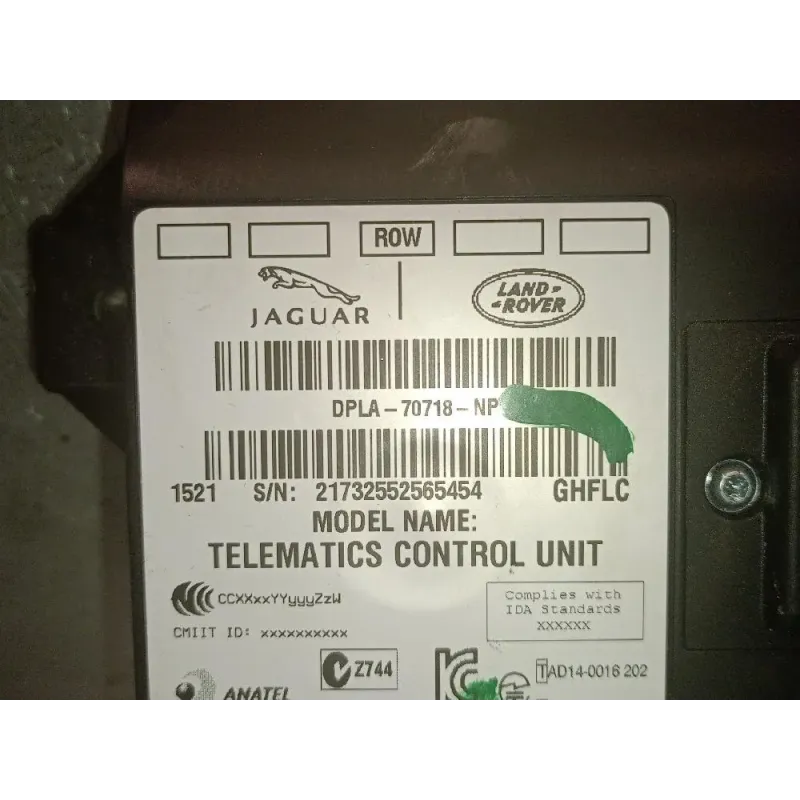 ROW
JAGUAR
LAND-
-ROVER
DPLA-70718-NP
1521 S/N: 21732552565454 GHFLC
MODEL NAME:
TELEMATICS CONTROL UNIT
CCXXxxYYyyyZzW
Complies with
IDA Standards
XXXXXX
CMIIT ID: xxxxxxxxxx
Z744
TAD14-0016 202
ANATEL